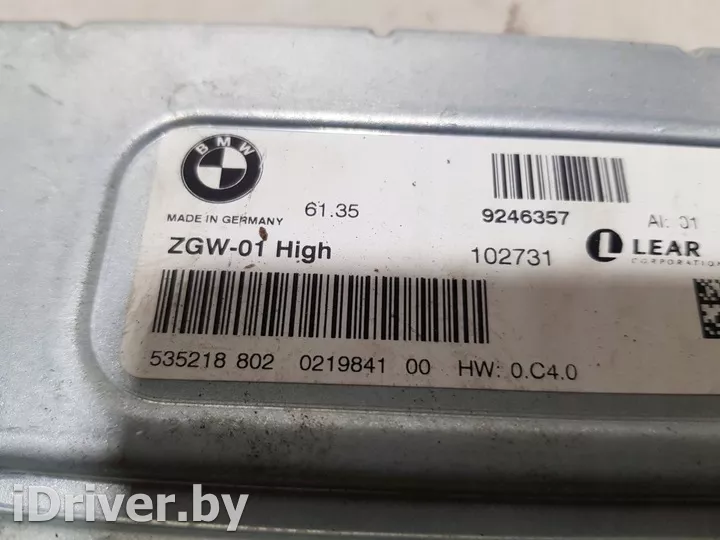 BMW
MADE IN GERMANY 61.35 9246357 AI: 01
ZGW-01 High 102731 LEAR
CORPORATION
535218 802 0219841 00 HW: 0.C4.0
iDriver.by